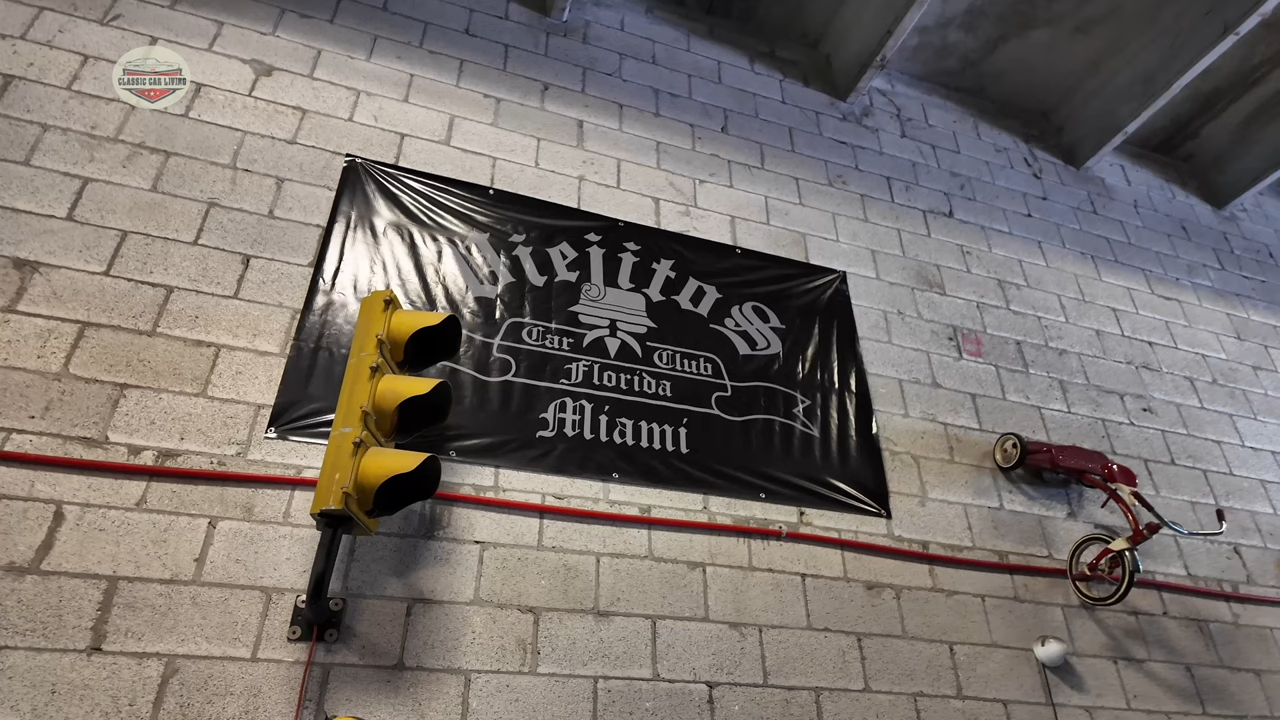 CLASSIC CAR LIVING
Viejitos
Car Club
Florida
Miami